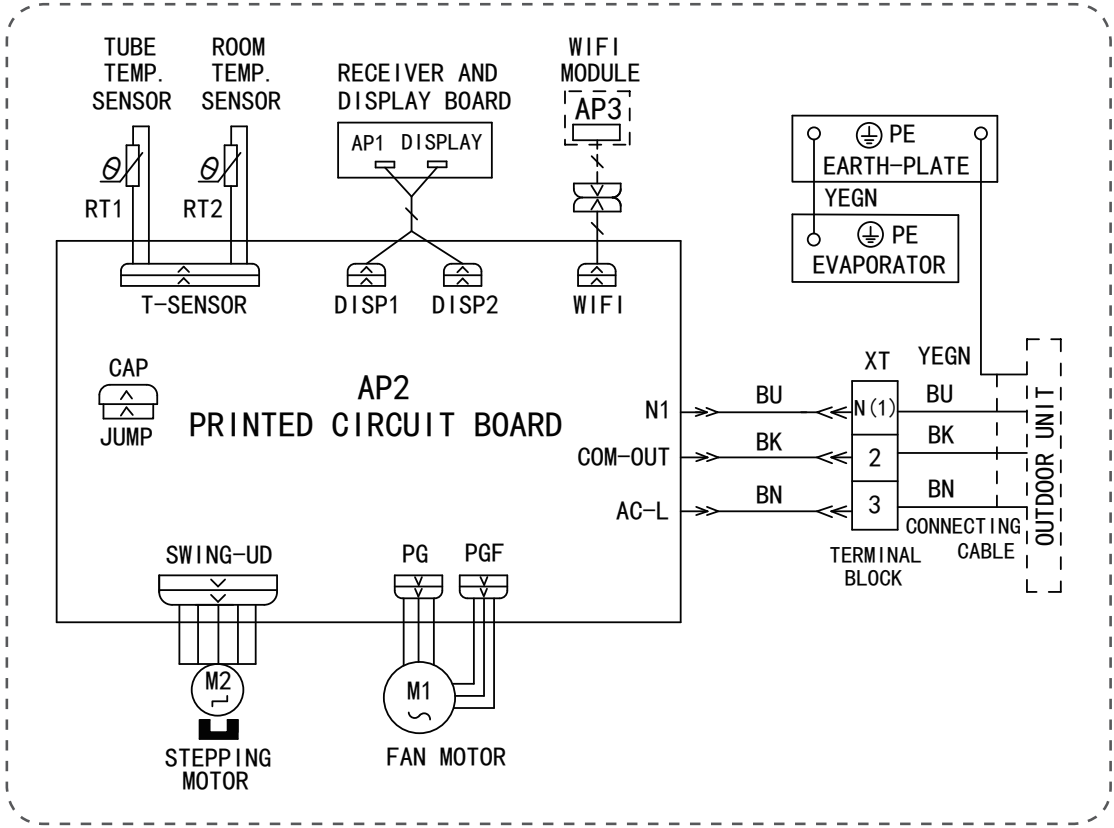 TUBE
TEMP.
SENSOR
ROOM
TEMP.
SENSOR
RECEIVER AND
DISPLAY BOARD
AP1 DISPLAY
WIFI
MODULE
AP3
RT1
RT2
PE
EARTH-PLATE
YEGN
PE
EVAPORATOR
T-SENSOR
DISP1
DISP2
WIFI
CAP
JUMP
AP2
PRINTED CIRCUIT BOARD
N1
COM-OUT
AC-L
BU
BK
BN
XT
N(1)
2
3
TERMINAL
BLOCK
YEGN
BU
BK
BN
CONNECTING
CABLE
OUTDOOR UNIT
SWING-UD
PG
PGF
M2
STEPPING
MOTOR
M1
FAN MOTOR